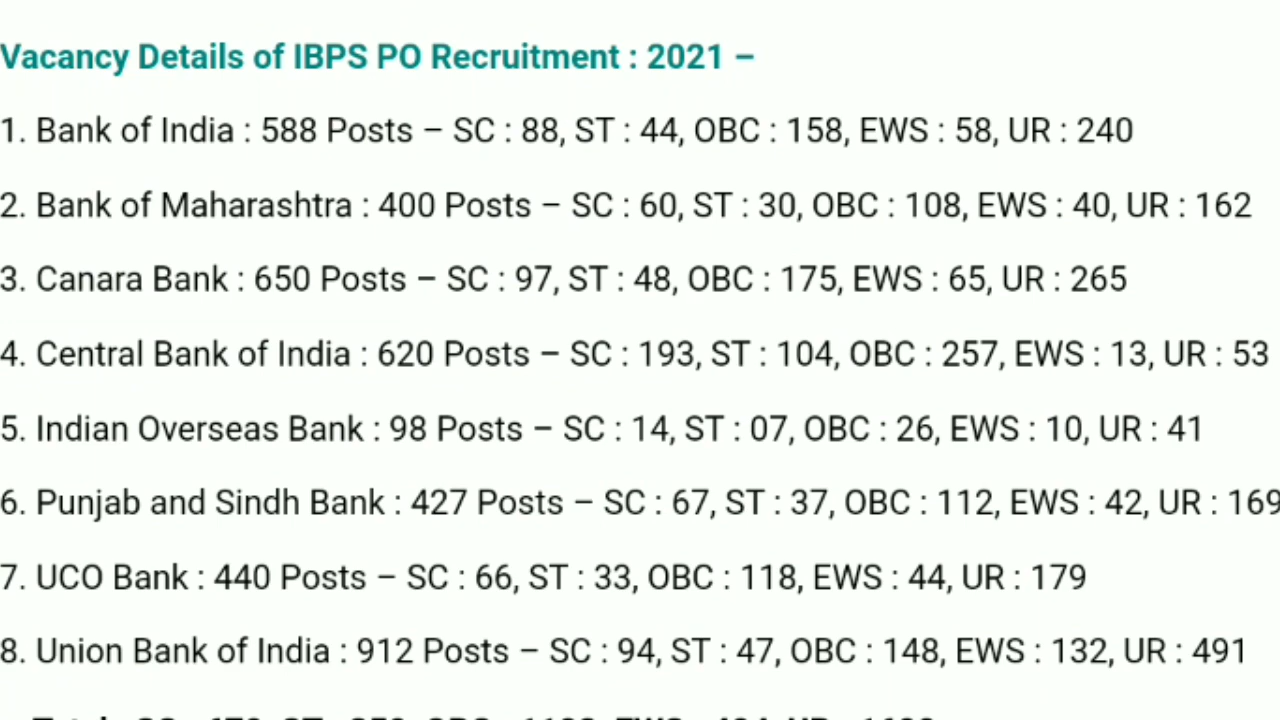 Vacancy Details of IBPS PO Recruitment : 2021 –
1. Bank of India : 588 Posts – SC : 88, ST : 44, OBC : 158, EWS : 58, UR : 240
2. Bank of Maharashtra : 400 Posts – SC : 60, ST : 30, OBC : 108, EWS : 40, UR : 162
3. Canara Bank : 650 Posts – SC : 97, ST : 48, OBC : 175, EWS : 65, UR : 265
4. Central Bank of India : 620 Posts – SC : 193, ST : 104, OBC : 257, EWS : 13, UR : 53
5. Indian Overseas Bank : 98 Posts – SC : 14, ST : 07, OBC : 26, EWS : 10, UR : 41
6. Punjab and Sindh Bank : 427 Posts – SC : 67, ST : 37, OBC : 112, EWS : 42, UR : 169
7. UCO Bank : 440 Posts – SC : 66, ST : 33, OBC : 118, EWS : 44, UR : 179
8. Union Bank of India : 912 Posts – SC : 94, ST : 47, OBC : 148, EWS : 132, UR : 491